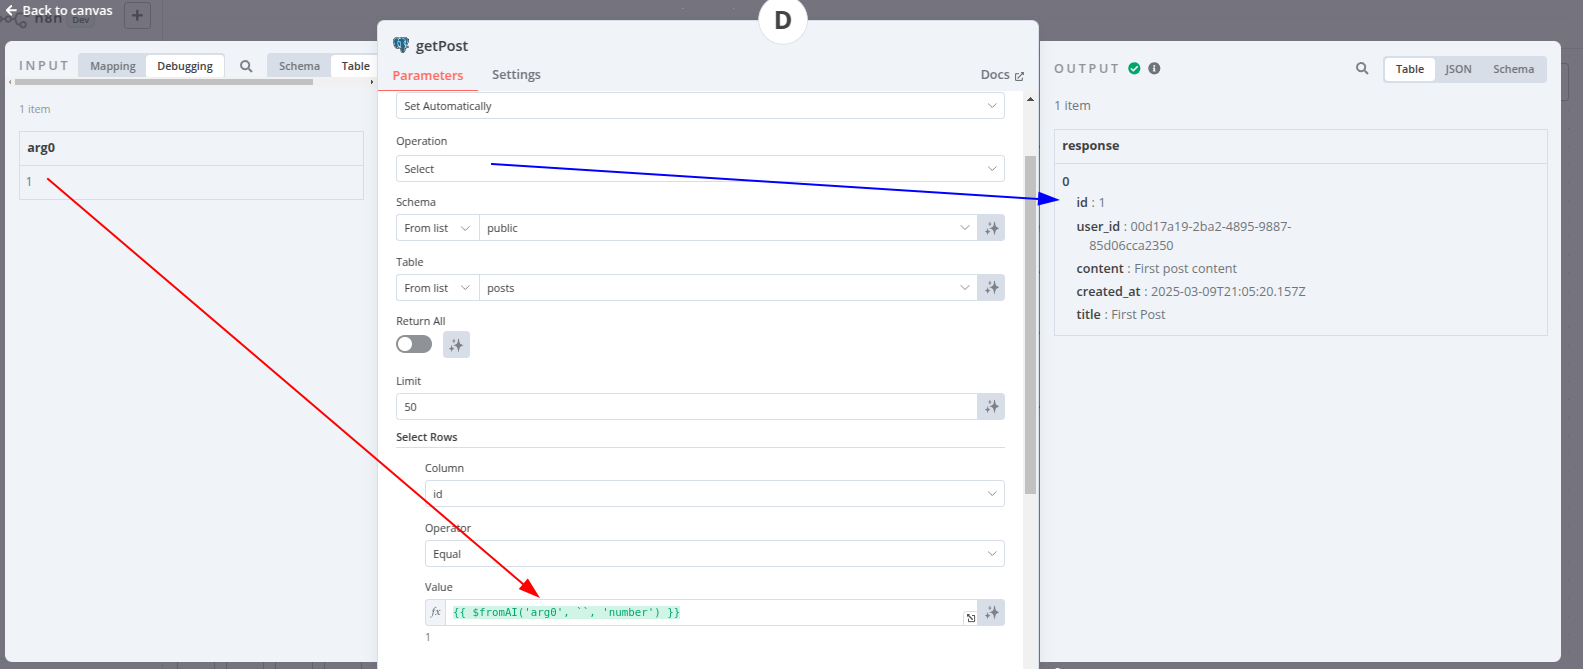 Back to canvas
n8n Dev
D
INPUT
Mapping
Debugging
Schema
Table
1 item
arg0
1
getPost
Parameters
Settings
Docs
Set Automatically
Operation
Select
Schema
From list
public
Table
From list
posts
Return All
Limit
50
Select Rows
Column
id
Operator
Equal
Value
fx {{ $fromAI('arg0', ``, 'number') }}
1
OUTPUT
Table
JSON
Schema
1 item
response
0
id : 1
user_id : 00d17a19-2ba2-4895-9887-
85d06cca2350
content : First post content
created_at : 2025-03-09T21:05:20.157Z
title : First Post